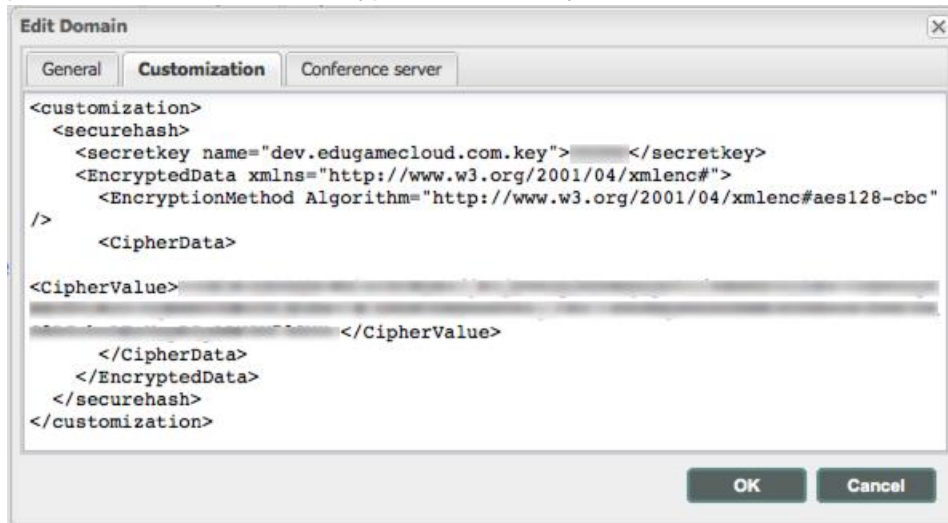 Edit Domain
General Customization Conference server
<customization>
<securehash>
<secretkey name="dev.edugamecloud.com.key"></secretkey>
<EncryptedData xmlns="http://www.w3.org/2001/04/xmlenc#">
<EncryptionMethod Algorithm="http://www.w3.org/2001/04/xmlenc#aes128-cbc"
/>
<CipherData>
<CipherValue>
</CipherValue>
</CipherData>
</EncryptedData>
</securehash>
</customization>
OK Cancel